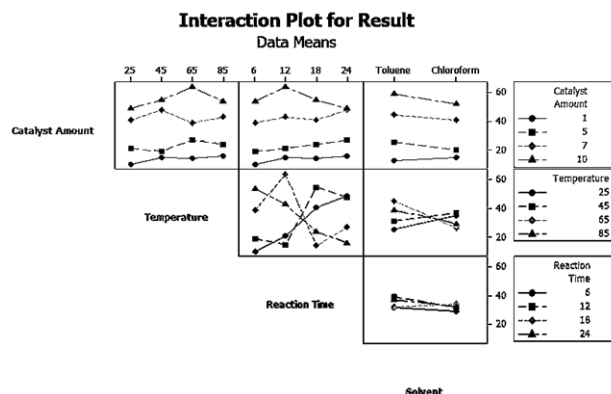 Interaction Plot for Result
Data Means
25 45 65 85
6 12 18 24
Toluene Chloroform
Catalyst Amount
60
40
20
Catalyst
Amount
1
5
7
10
Temperature
60
40
20
Temperature
25
45
65
85
Reaction Time
60
40
20
Reaction
Time
6
12
18
24
Solvent